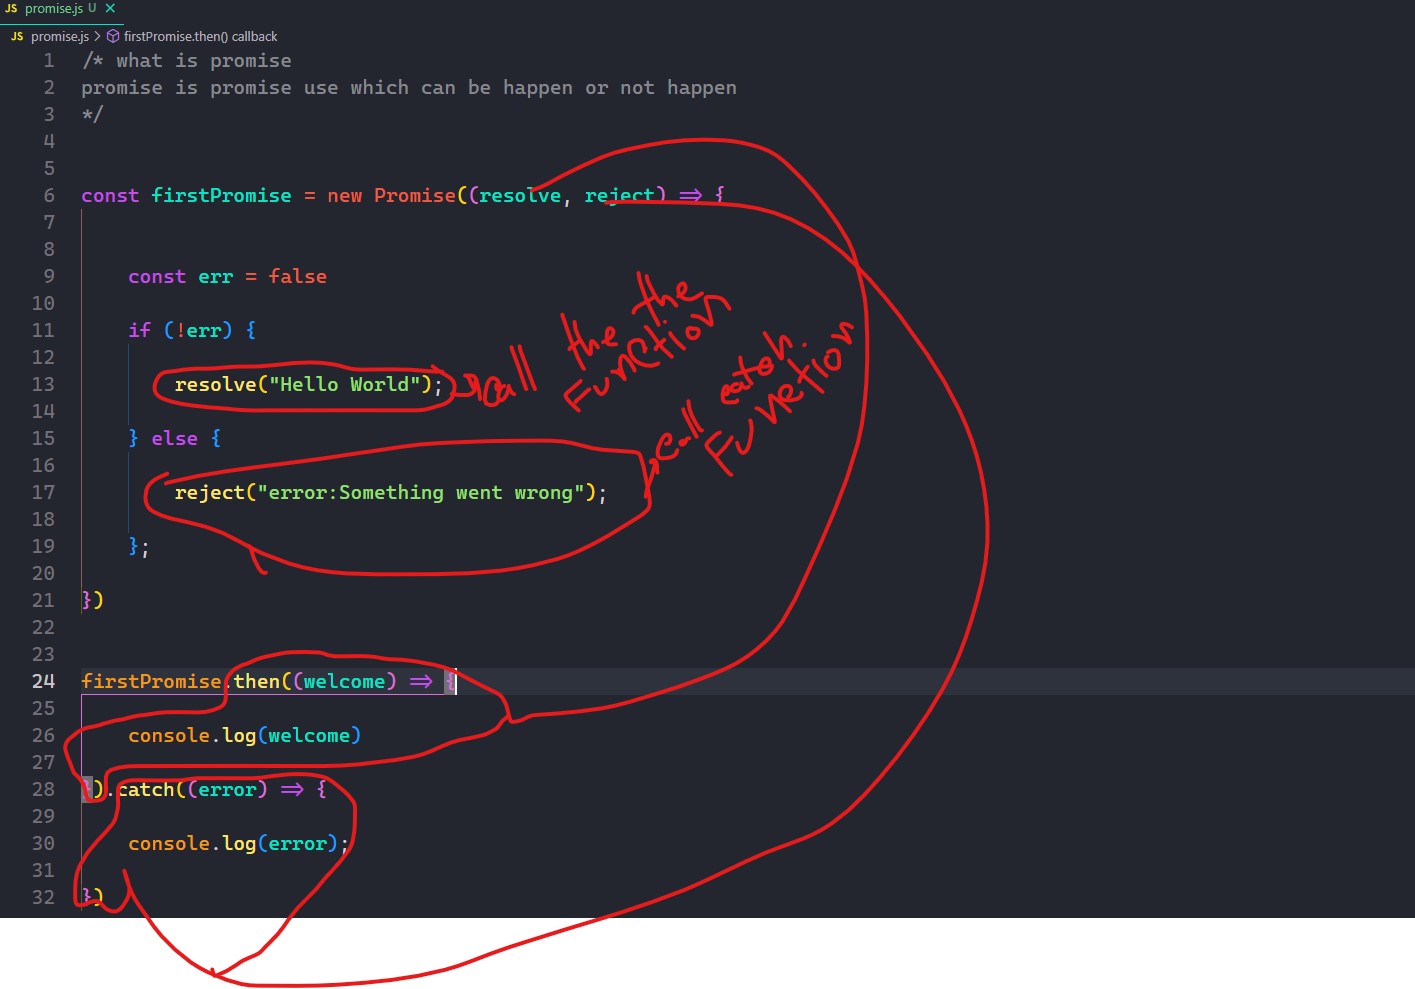 JS promise.js U ×
JS promise.js > firstPromise.then() callback
1 /* what is promise
2 promise is promise use which can be happen or not happen
3 */
4
5
6 const firstPromise = new Promise((resolve, reject) => {
7
8
9 const err = false
10
11 if (!err) {
12
13 resolve("Hello World");
call the the
Function
14
15 } else {
16
17 reject("error:Something went wrong");
call catch.
Function
18
19 };
20
21 })
22
23
24 firstPromise.then((welcome) => {
25
26 console.log(welcome)
27
28 }).catch((error) => {
29
30 console.log(error);
31
32 })